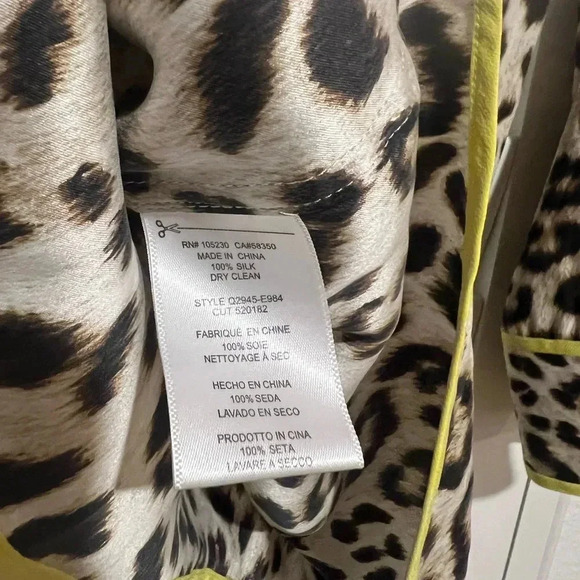 RN# 105230 CA#58350
MADE IN CHINA
100% SILK
DRY CLEAN
STYLE Q2945-E984
CUT 520182
FABRIQUÉ EN CHINE
100% SOIE
NETTOYAGE À SEC
HECHO EN CHINA
100% SEDA
LAVADO EN SECO
PRODOTTO IN CINA
100% SETA
LAVARE A SECCO